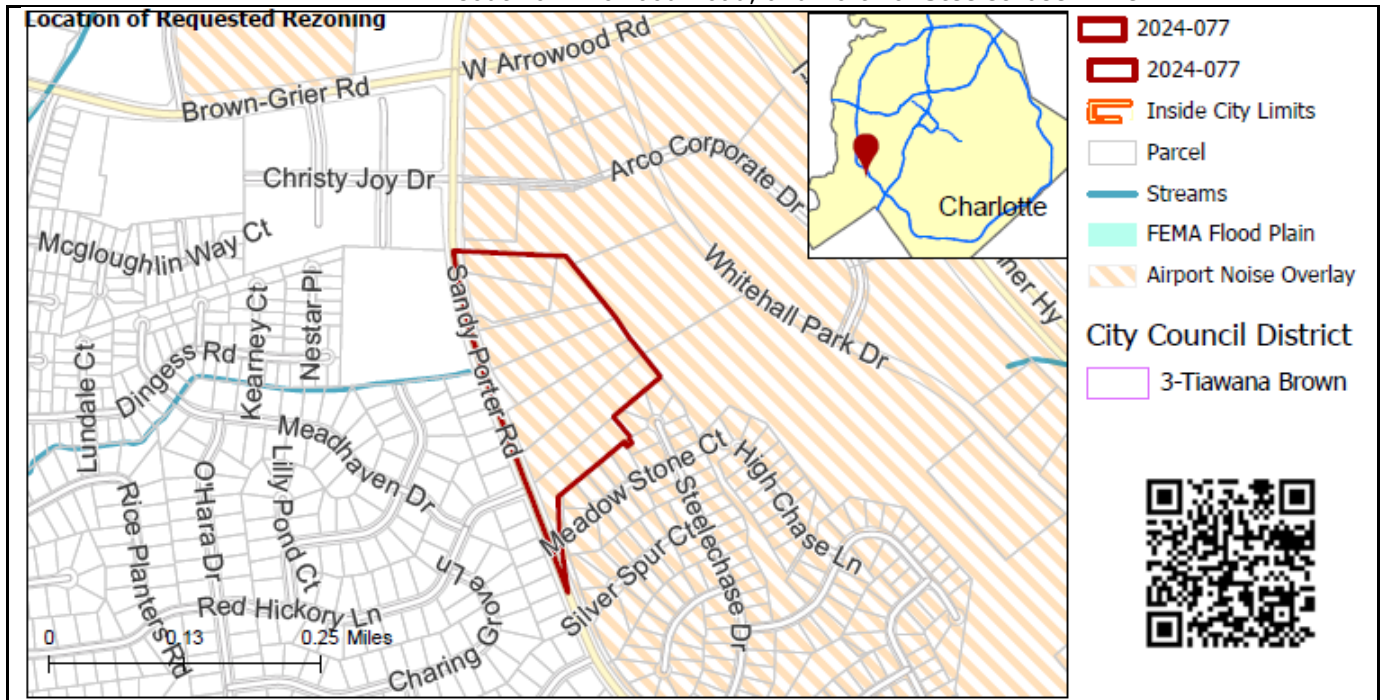 Location of Requested Rezoning
W Arrowood Rd
Brown-Grier Rd
Christy Joy Dr
Arco Corporate Dr
Mcgloughlin Way Ct
Sandy Porter Rd
Whitehall Park Dr
Nestar Pl
Kearney Ct
Dingess Rd
Lundale Ct
Meadhaven Dr
O'Hara Dr
Lilly Pond Ct
Rice Planters Rd
Red Hickory Ln
Grove Ln
Charing
Meadow Stone Ct
High Chase Ln
Steelechase Dr
Silver Spur Ct
0 0.13 0.25 Miles
Charlotte
2024-077
2024-077
Inside City Limits
Parcel
Streams
FEMA Flood Plain
Airport Noise Overlay
City Council District
3-Tiawana Brown